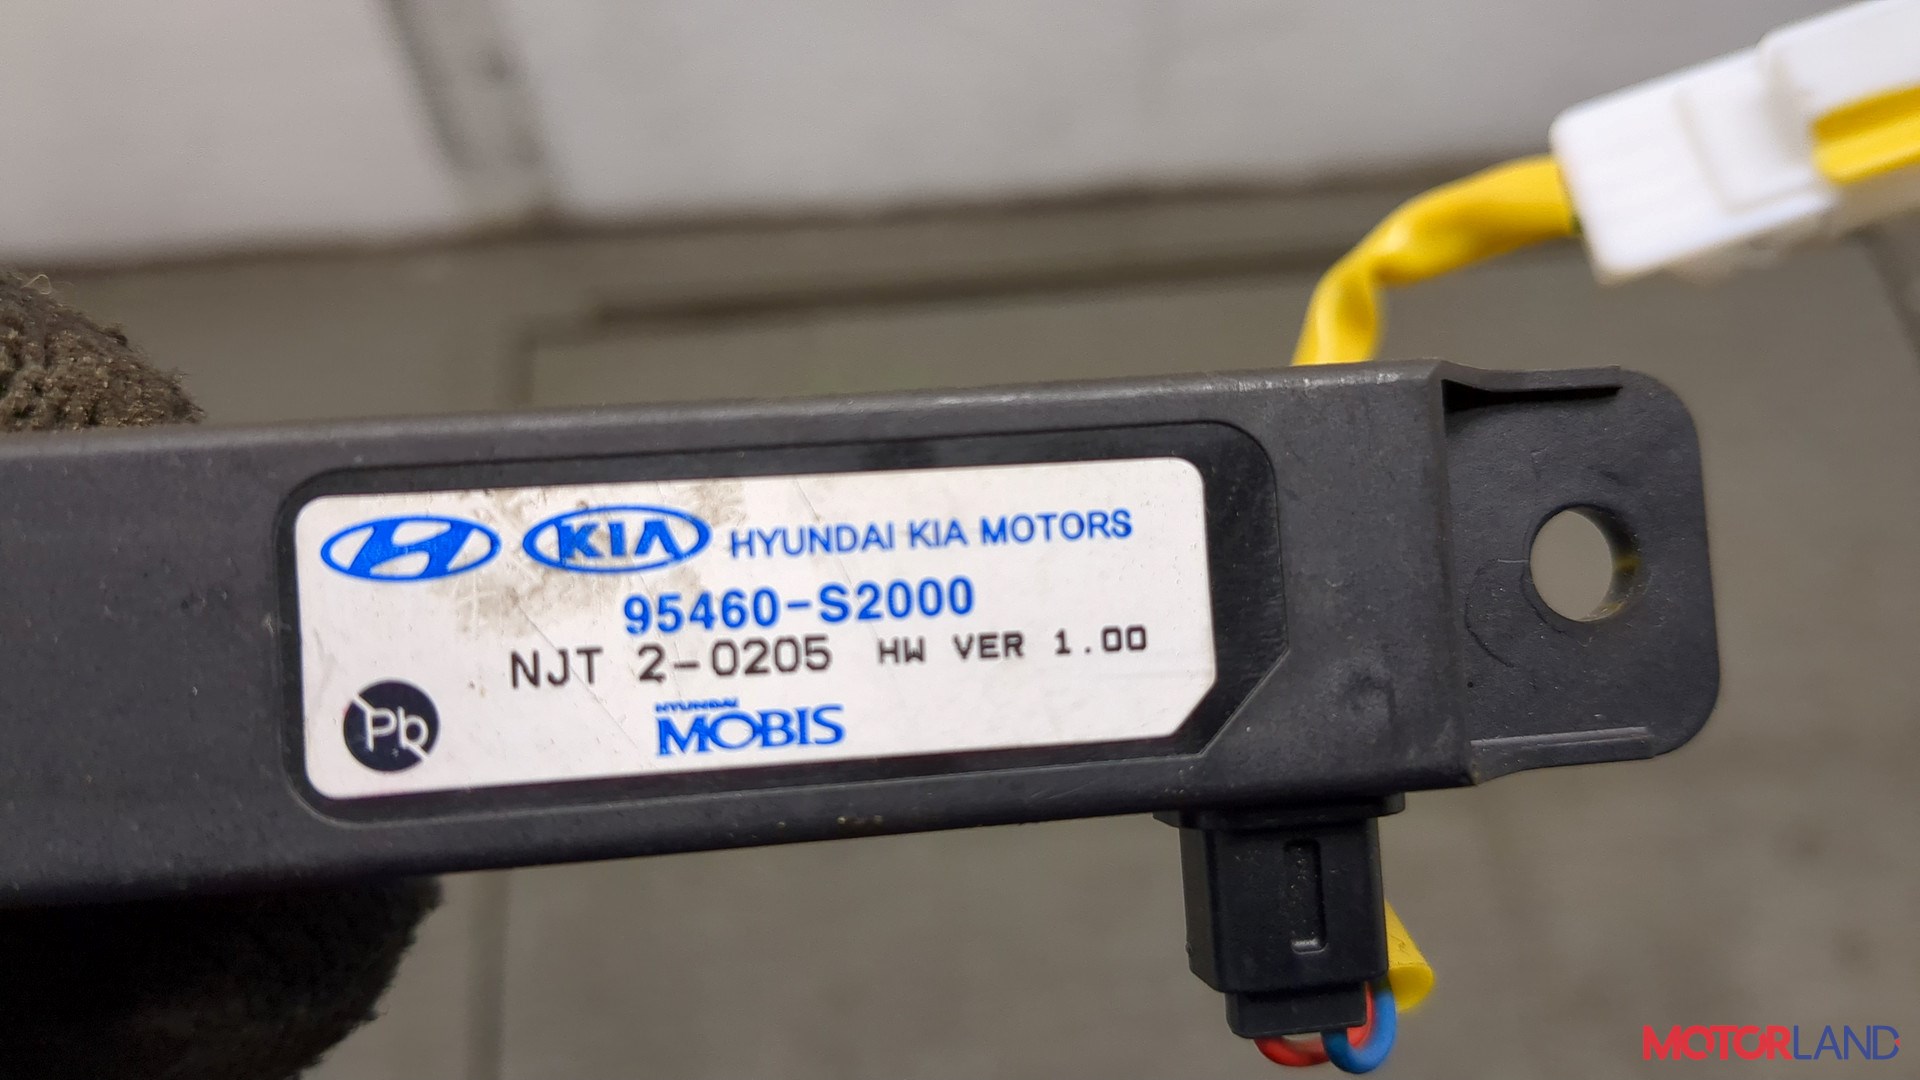 KIA HYUNDAI KIA MOTORS
95460-S2000
NJT 2-0205 HW VER 1.00
Pb
HYUNDAI
MOBIS
MOTORLAND